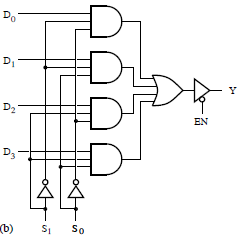 D₀
D₁
D₂
D₃
Y
EN
(b) S₁ S₀